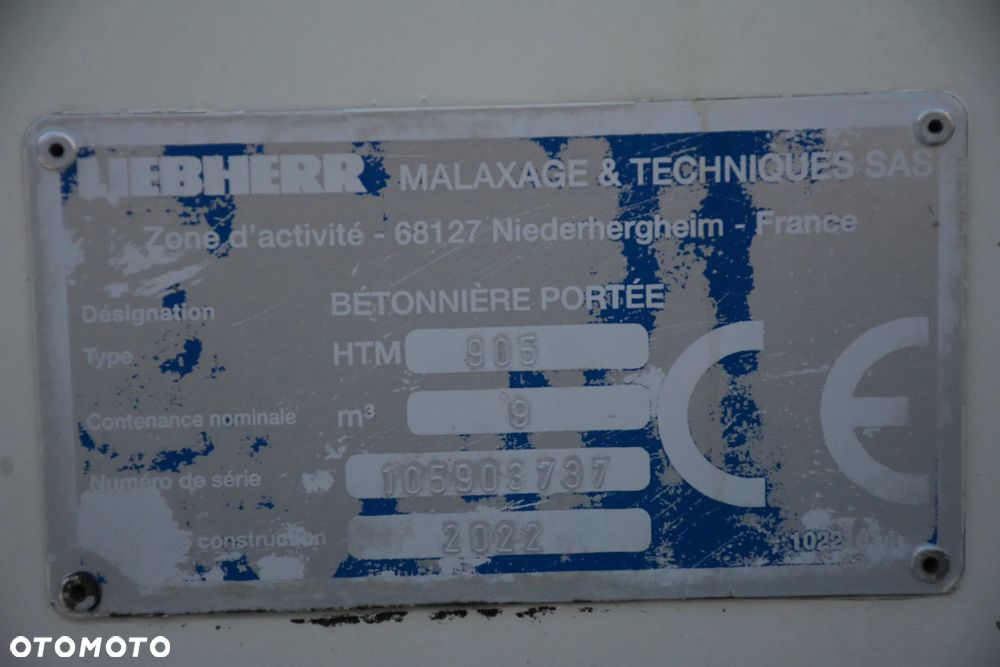 LIEBHERR MALAXAGE & TECHNIQUES SAS
Zone d'activité - 68127 Niederhergheim - France
Désignation BÉTONNIÈRE PORTÉE
Type HTM 905
Contenance nominale m³ 9
Numéro de série 105903737
construction 2022
1022
OTOMOTO